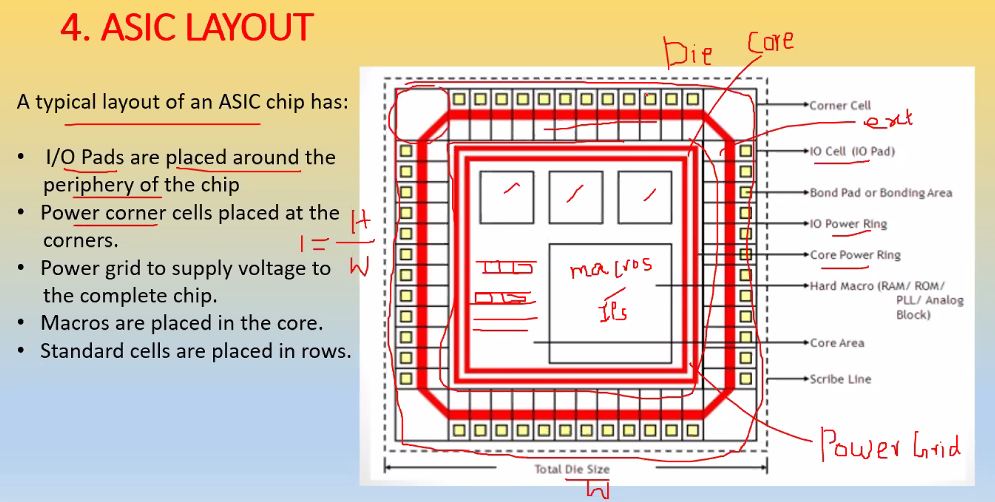 4. ASIC LAYOUT
A typical layout of an ASIC chip has:
• I/O Pads are placed around the
periphery of the chip
• Power corner cells placed at the
corners.
• Power grid to supply voltage to
the complete chip.
• Macros are placed in the core.
• Standard cells are placed in rows.
1 = H
W
Die
Core
Corner Cell
ext
IO Cell (IO Pad)
Bond Pad or Bonding Area
IO Power Ring
Core Power Ring
Hard Macro (RAM/ ROM/
PLL/ Analog
Block)
Core Area
Scribe Line
macros
IPs
Power Grid
Total Die Size
W